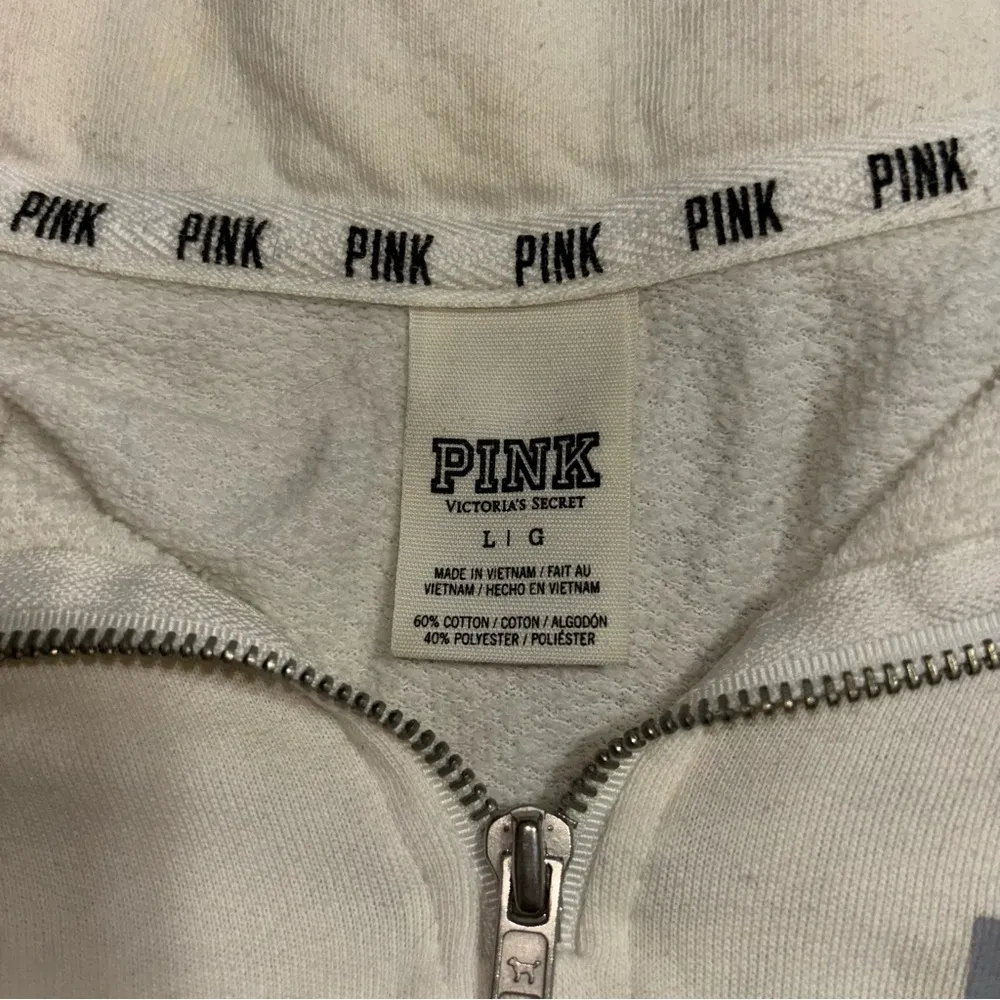 PINK PINK PINK PINK PINK PINK
PINK
VICTORIA'S SECRET
L | G
MADE IN VIETNAM / FAIT AU
VIETNAM / HECHO EN VIETNAM
60% COTTON / COTON / ALGODÓN
40% POLYESTER / POLIÉSTER